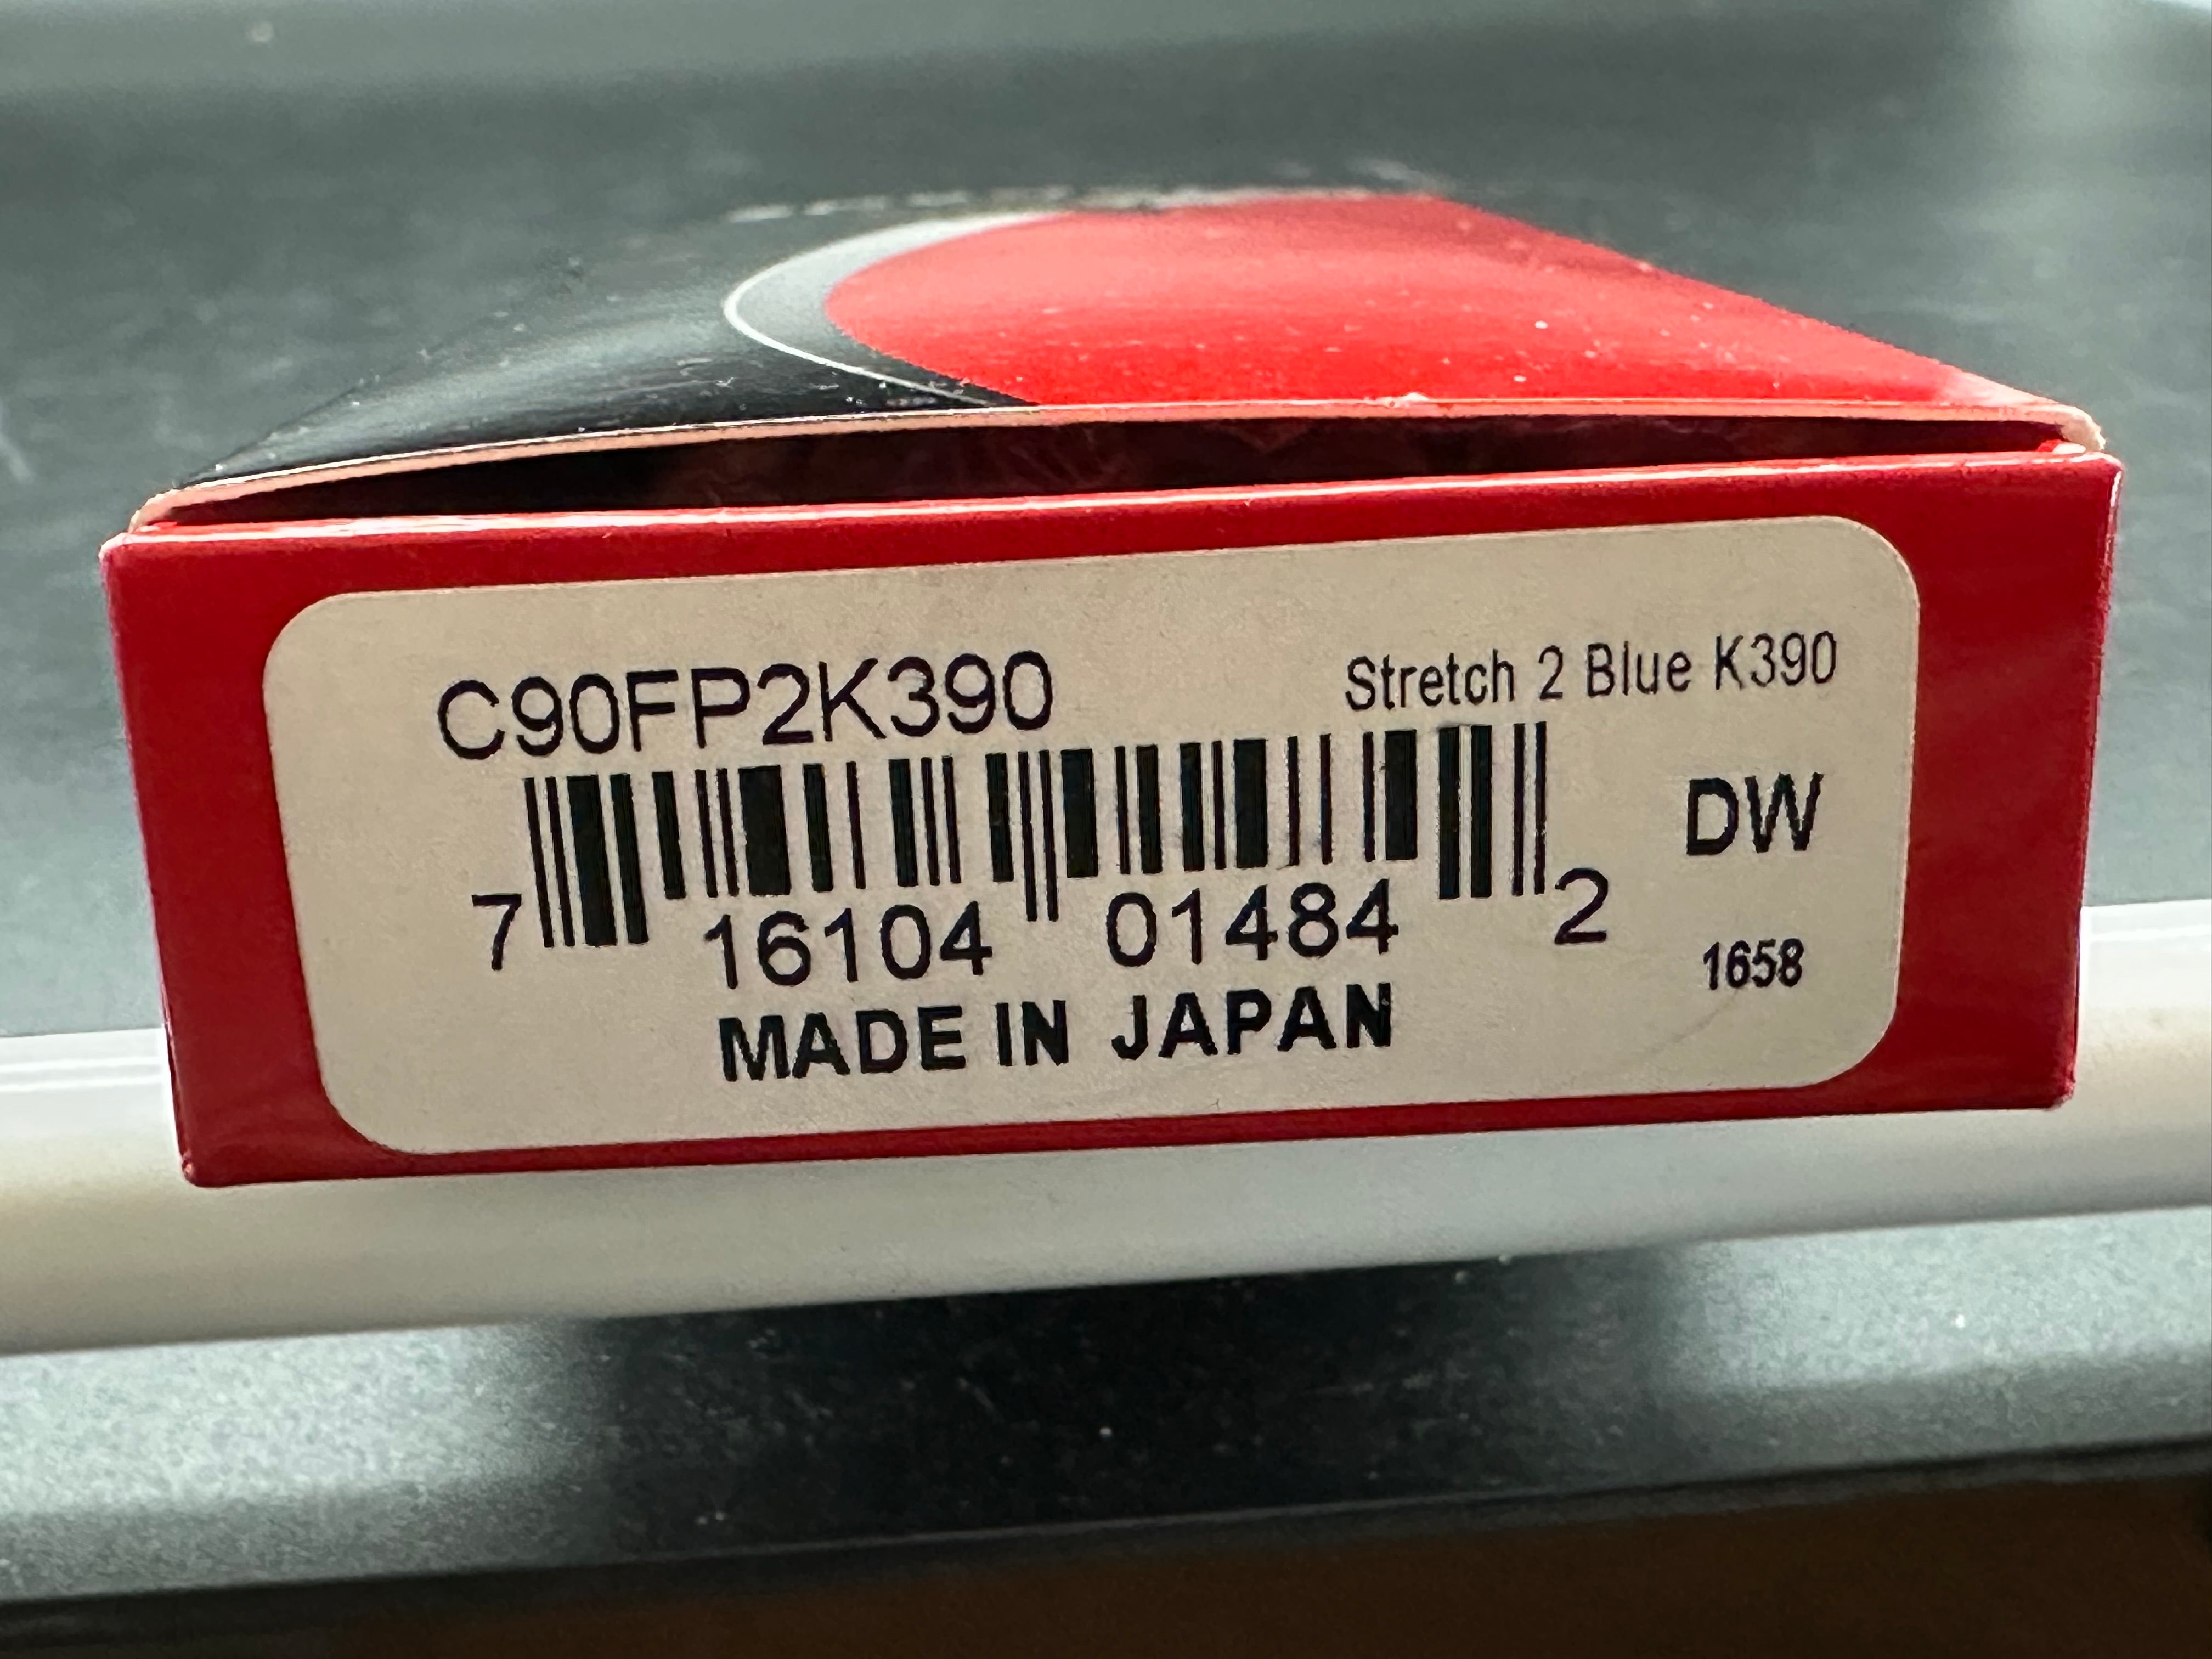 C90FP2K390
Stretch 2 Blue K390
7 16104 01484 2
DW
1658
MADE IN JAPAN